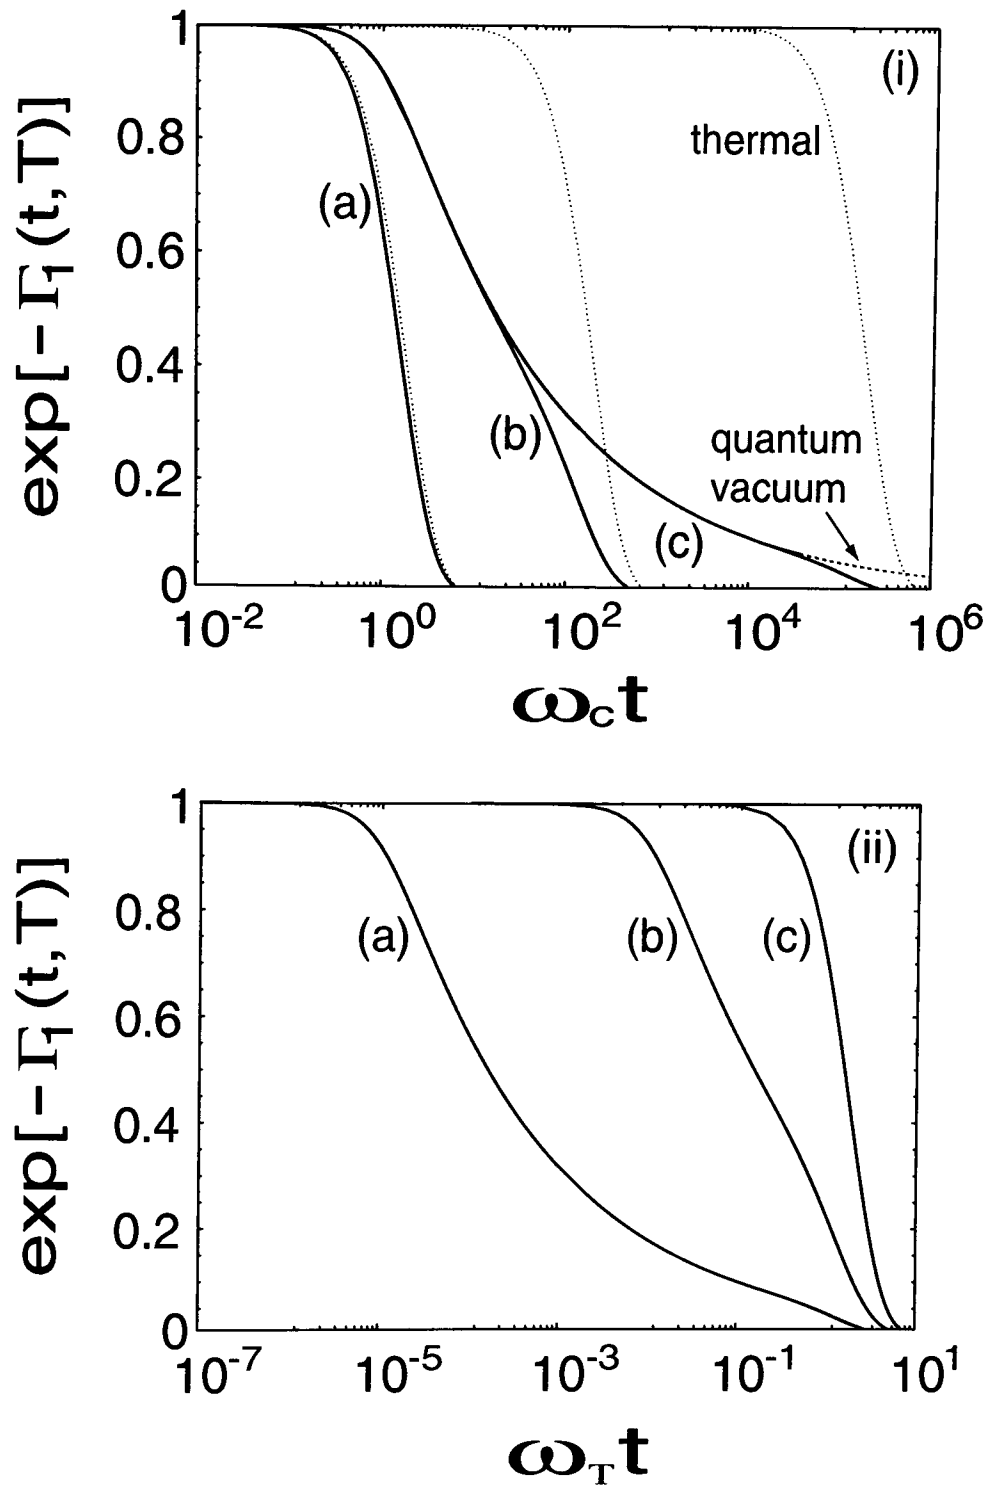 exp[−Γ₁(t,T)]
1
0.8
0.6
0.4
0.2
0
(i)
thermal
(a)
(b)
quantum
vacuum
(c)
10⁻²
10⁰
10²
10⁴
10⁶
ω_C t
exp[−Γ₁(t,T)]
1
0.8
0.6
0.4
0.2
0
(ii)
(a)
(b)
(c)
10⁻⁷
10⁻⁵
10⁻³
10⁻¹
10¹
ω_T t